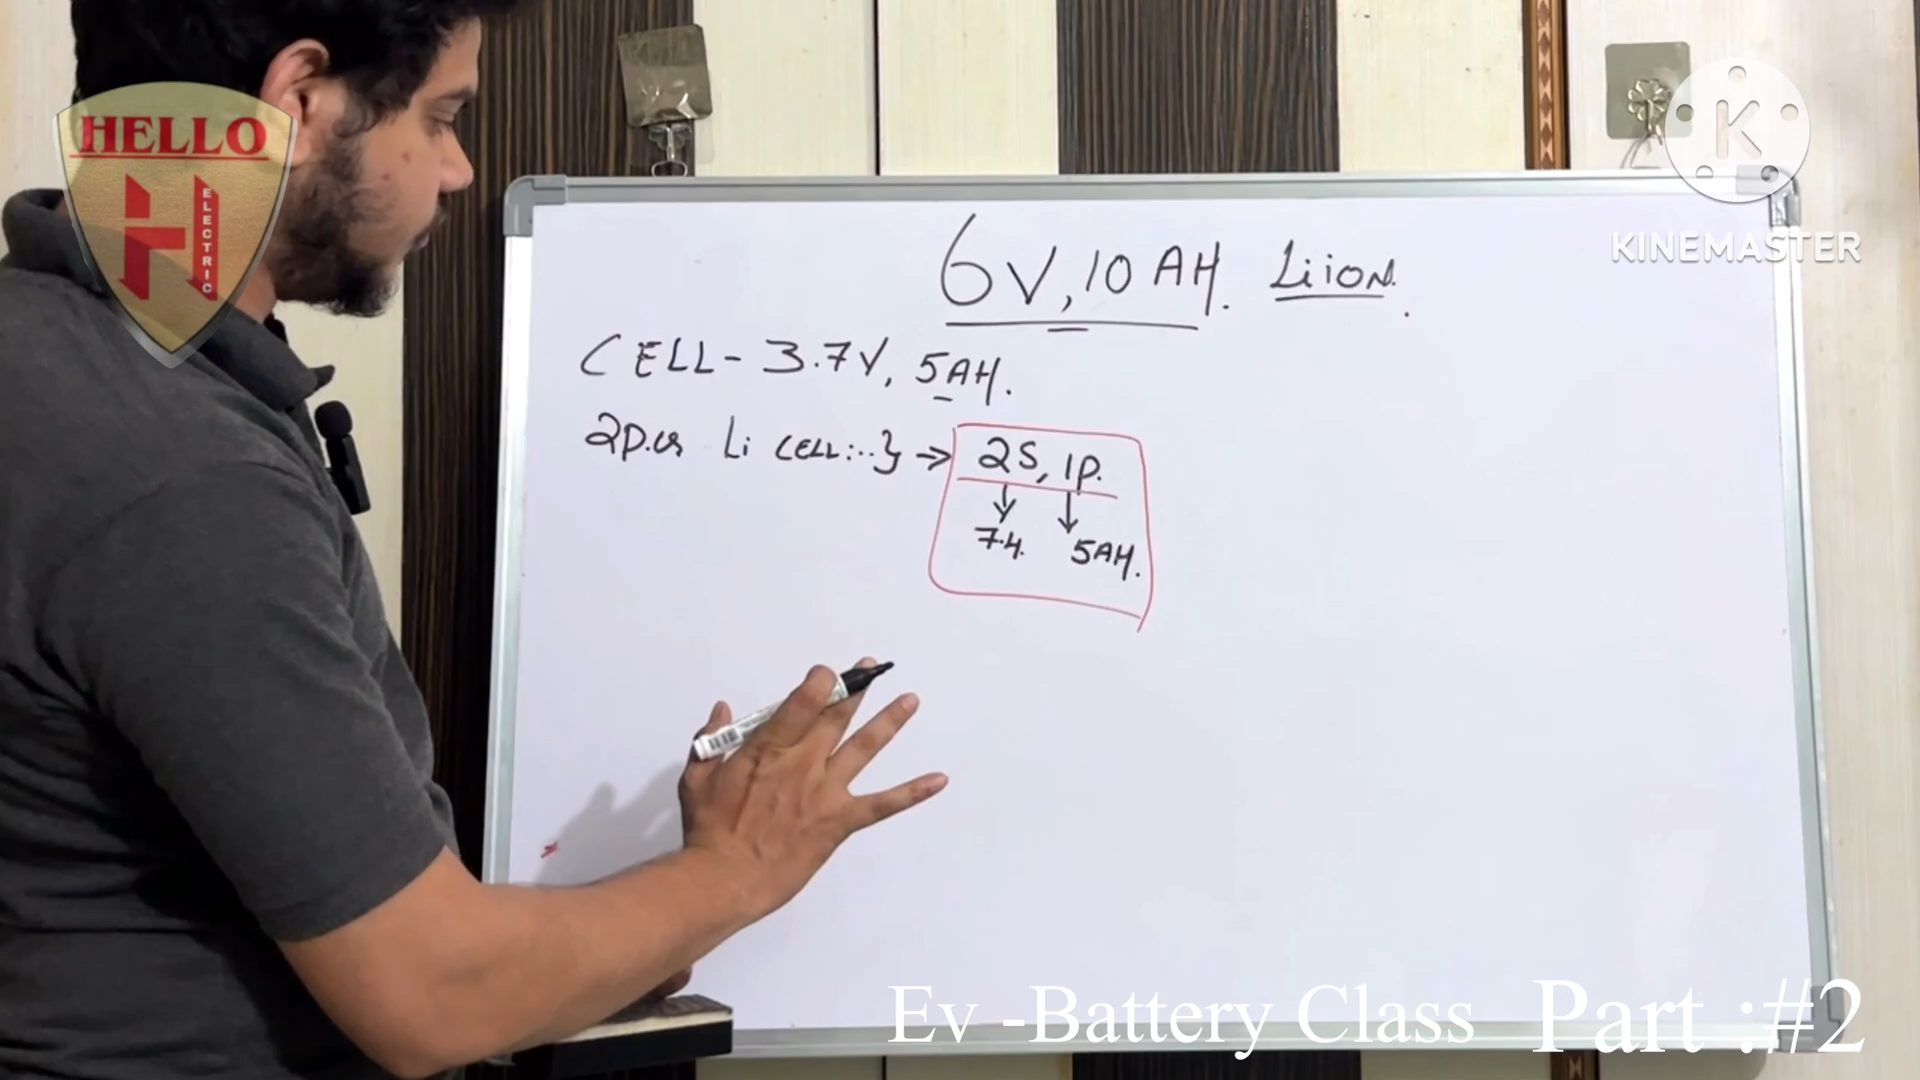 HELLO
H
ELECTRIC
K
KINEMASTER
6V, 10 AH. Li ion.
CELL - 3.7V, 5AH.
2p.cs Li CELL:..} → 2S, 1P.
7.4. 5AH.
Ev -Battery Class Part :#2